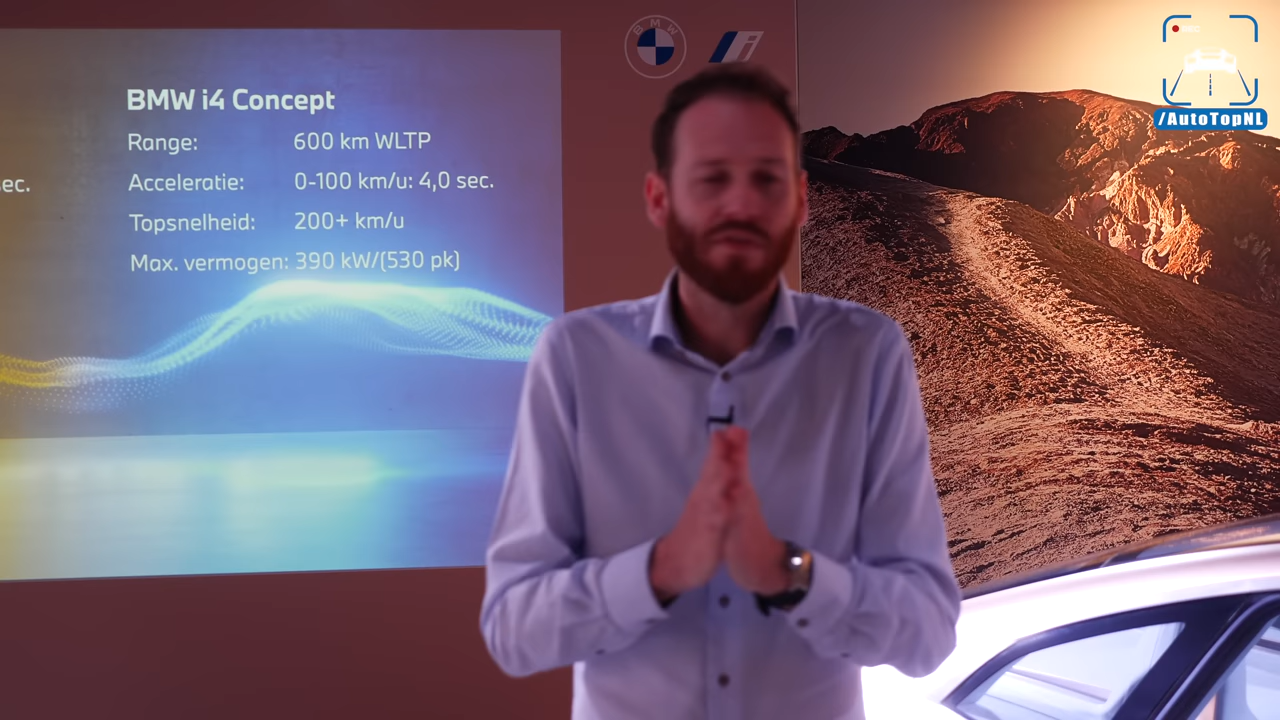 BMW
/AutoTopNL
BMW i4 Concept
Range: 600 km WLTP
Acceleratie: 0-100 km/u: 4,0 sec.
Topsnelheid: 200+ km/u
Max. vermogen: 390 kW/(530 pk)
sec.